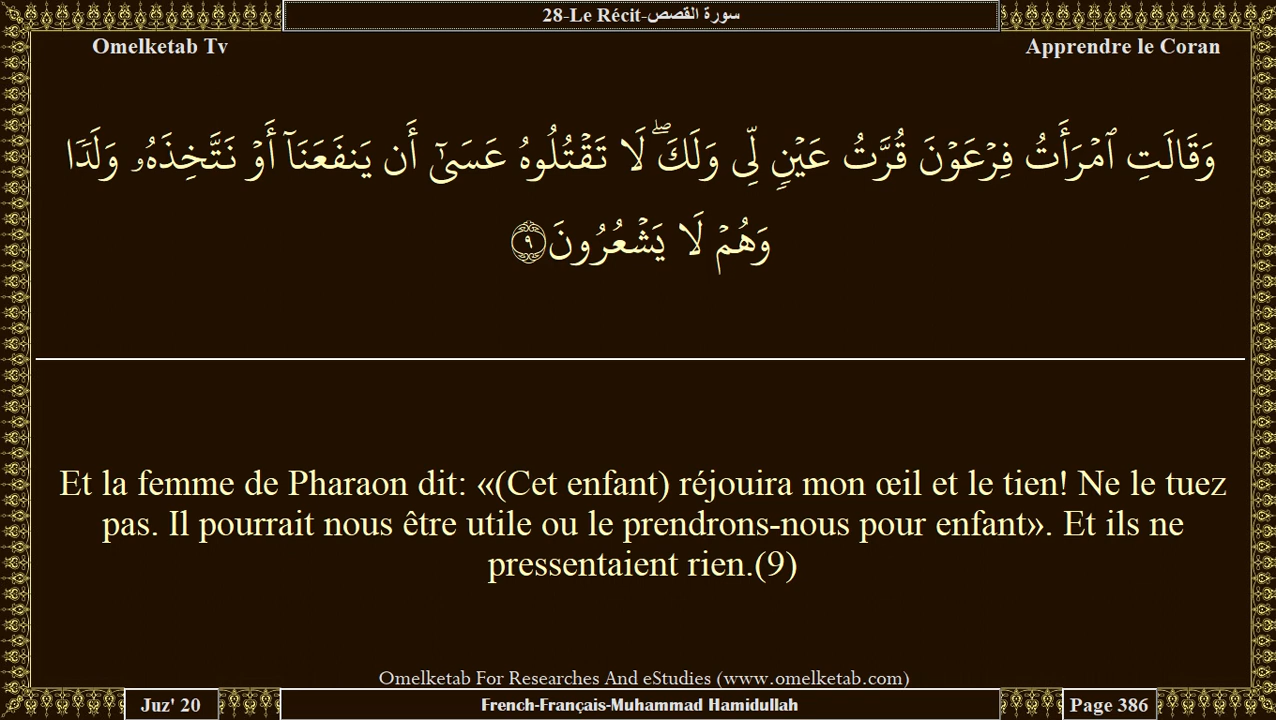 28-Le Récit-سورة القصص
Omelketab Tv
Apprendre le Coran
وَقَالَتِ ٱمۡرَأَتُ فِرۡعَوۡنَ قُرَّتُ عَيۡنٖ لِّي وَلَكَۖ لَا تَقۡتُلُوهُ عَسَىٰٓ أَن يَنفَعَنَآ أَوۡ نَتَّخِذَهُۥ وَلَدٗا
وَهُمۡ لَا يَشۡعُرُونَ ٩
Et la femme de Pharaon dit: «(Cet enfant) réjouira mon œil et le tien! Ne le tuez
pas. Il pourrait nous être utile ou le prendrons-nous pour enfant». Et ils ne
pressentaient rien.(9)
Omelketab For Researches And eStudies (www.omelketab.com)
Juz' 20
French-Français-Muhammad Hamidullah
Page 386